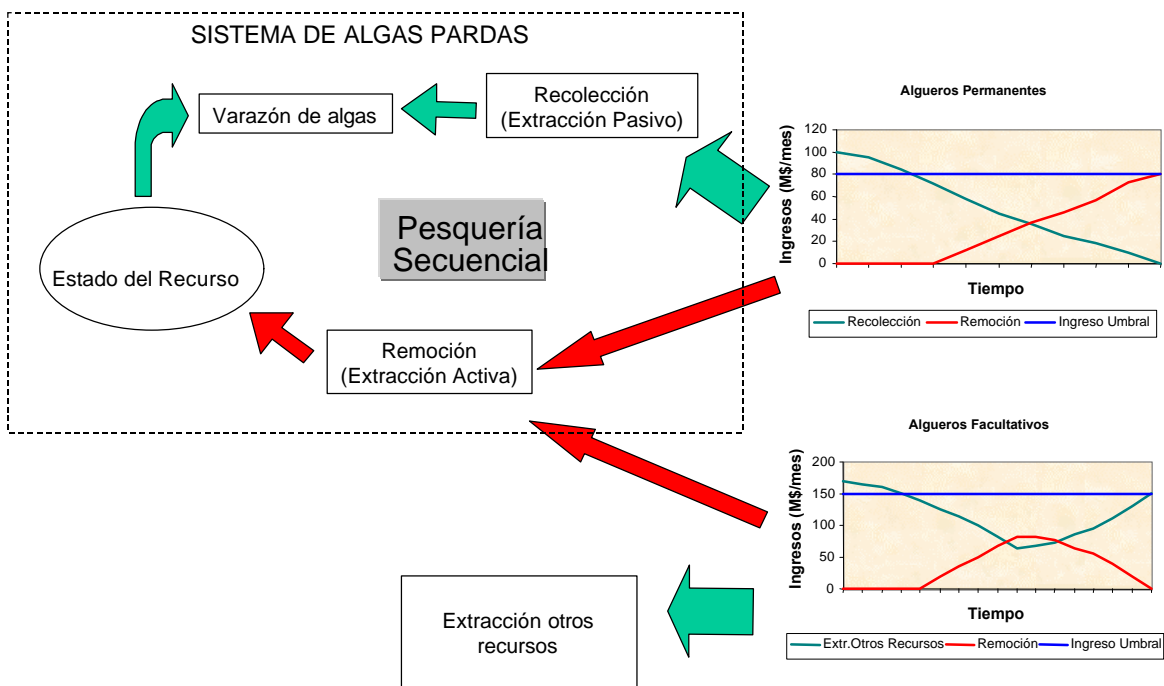 SISTEMA DE ALGAS PARDAS
Varazón de algas
Recolección
(Extracción Pasivo)
Pesquería
Secuencial
Estado del Recurso
Remoción
(Extracción Activa)
Extracción otros
recursos
Algueros Permanentes
Ingresos (M$/mes)
120
100
80
60
40
20
0
Tiempo
Recolección Remoción Ingreso Umbral
Algueros Facultativos
Ingresos (M$/mes)
200
150
100
50
0
Tiempo
Extr.Otros Recursos Remoción Ingreso Umbral